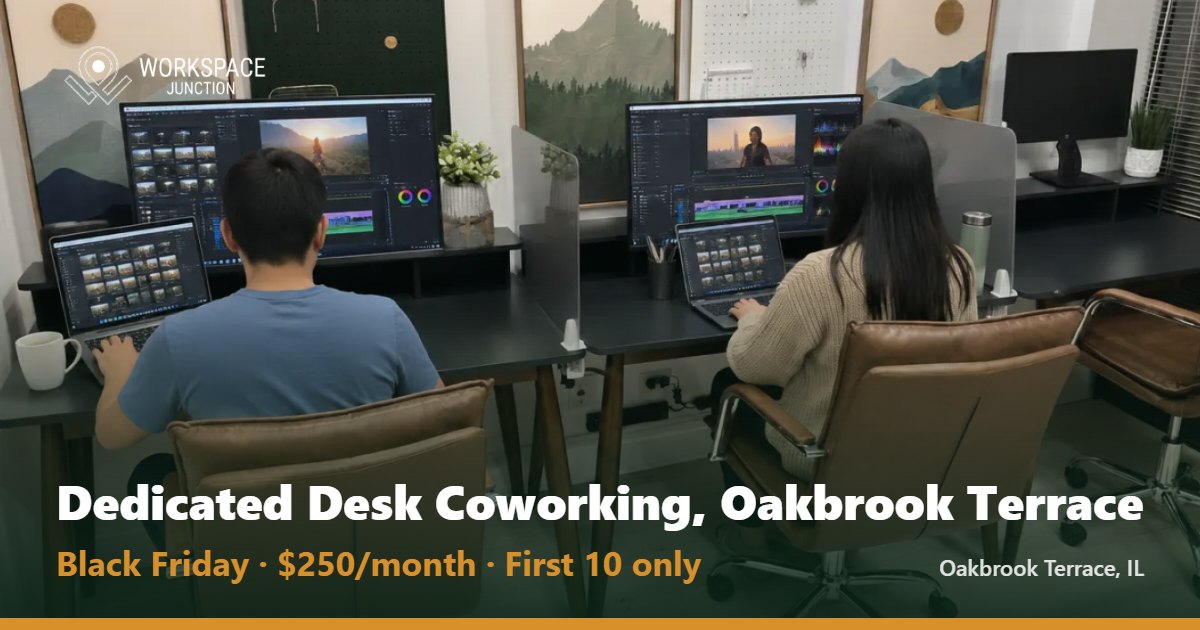 WORKSPACE
JUNCTION
Dedicated Desk Coworking, Oakbrook Terrace
Black Friday · $250/month · First 10 only
Oakbrook Terrace, IL